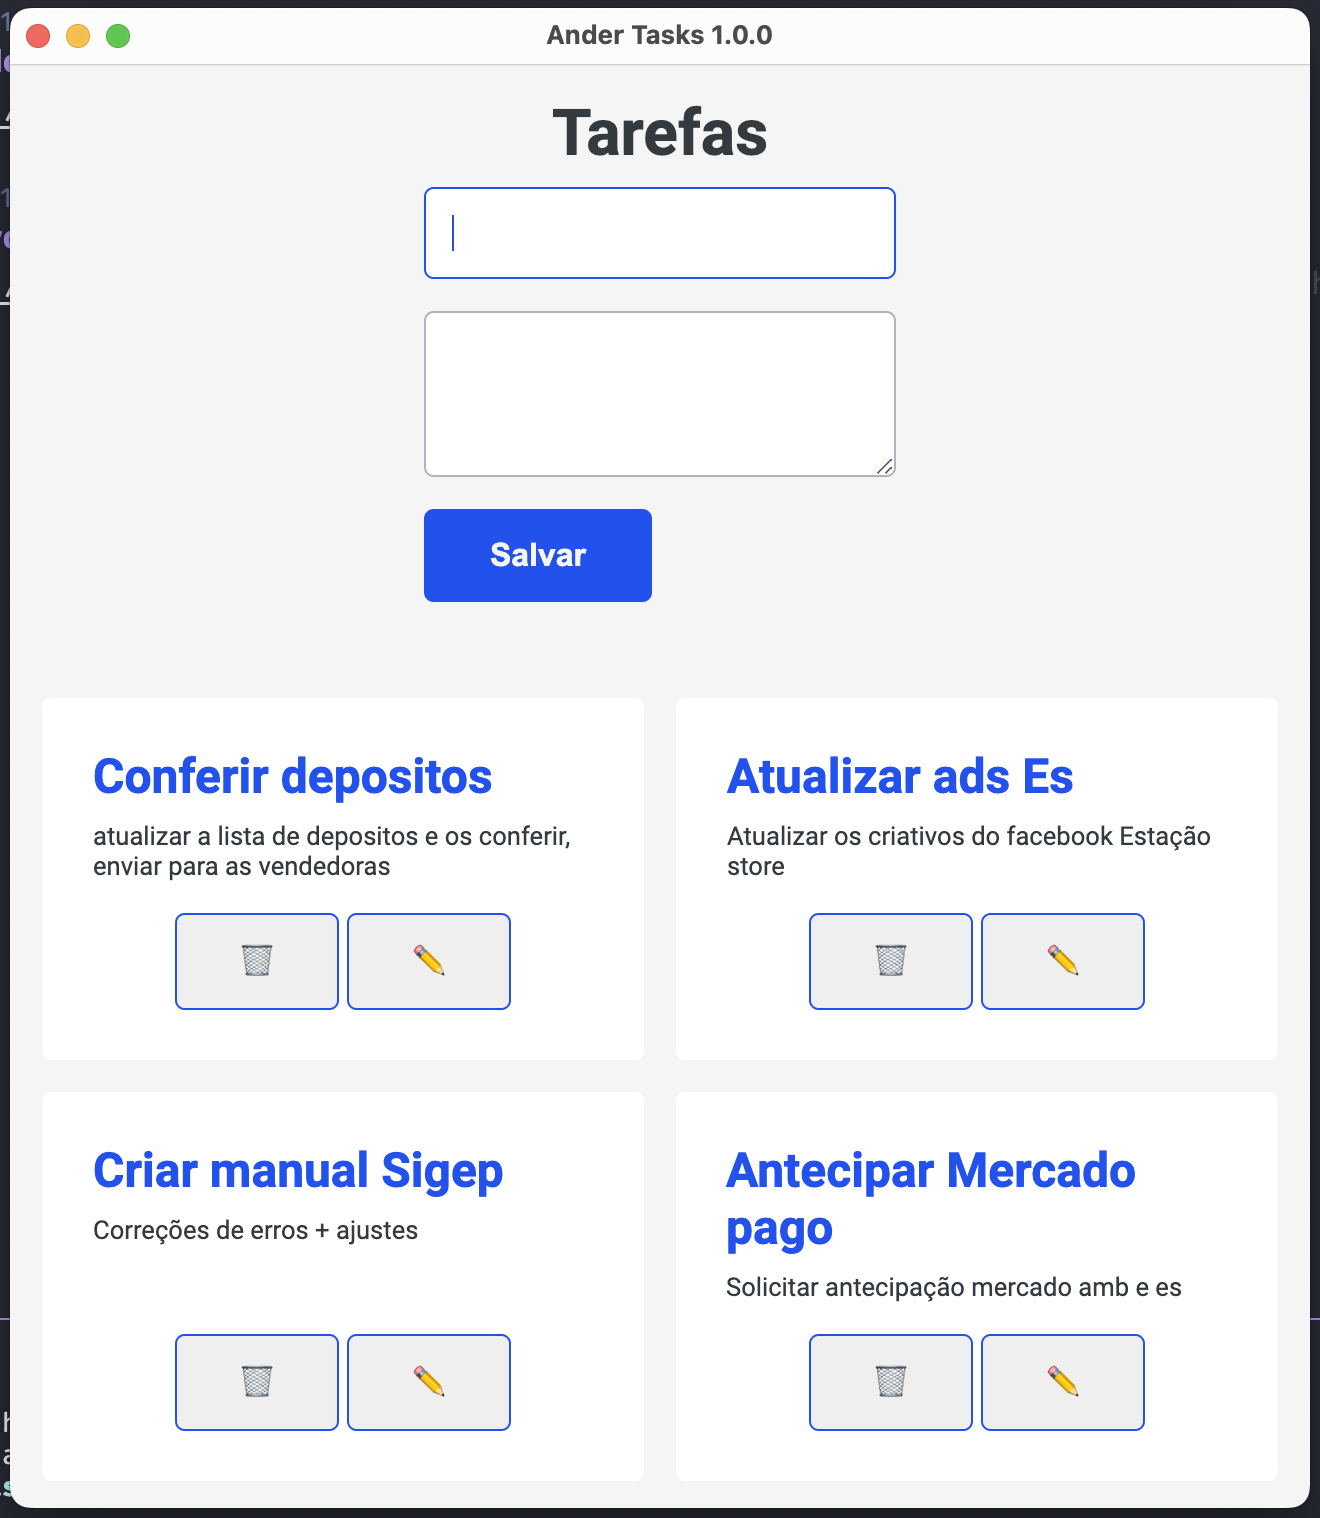 Ander Tasks 1.0.0
Tarefas
Salvar
Conferir depositos
atualizar a lista de depositos e os conferir,
enviar para as vendedoras
Atualizar ads Es
Atualizar os criativos do facebook Estação
store
Criar manual Sigep
Correções de erros + ajustes
Antecipar Mercado
pago
Solicitar antecipação mercado amb e es